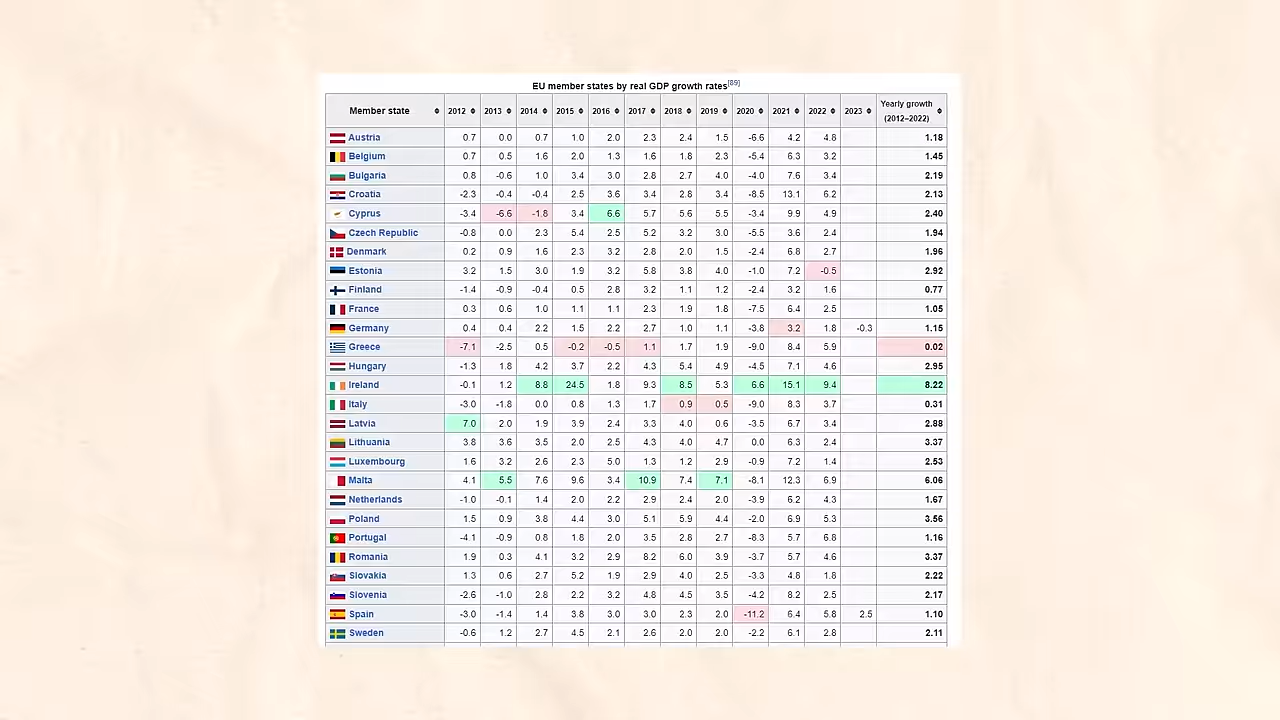 EU member states by real GDP growth rates[89]
Member state 2012 2013 2014 2015 2016 2017 2018 2019 2020 2021 2022 2023 Yearly growth (2012–2022)
Austria 0.7 0.0 0.7 1.0 2.0 2.3 2.4 1.5 -6.6 4.2 4.8 1.18
Belgium 0.7 0.5 1.6 2.0 1.3 1.6 1.8 2.3 -5.4 6.3 3.2 1.45
Bulgaria 0.8 -0.6 1.0 3.4 3.0 2.8 2.7 4.0 -4.0 7.6 3.4 2.19
Croatia -2.3 -0.4 -0.4 2.5 3.6 3.4 2.8 3.4 -8.5 13.1 6.2 2.13
Cyprus -3.4 -6.6 -1.8 3.4 6.6 5.7 5.6 5.5 -3.4 9.9 4.9 2.40
Czech Republic -0.8 0.0 2.3 5.4 2.5 5.2 3.2 3.0 -5.5 3.6 2.4 1.94
Denmark 0.2 0.9 1.6 2.3 3.2 2.8 2.0 1.5 -2.4 6.8 2.7 1.96
Estonia 3.2 1.5 3.0 1.9 3.2 5.8 3.8 4.0 -1.0 7.2 -0.5 2.92
Finland -1.4 -0.9 -0.4 0.5 2.8 3.2 1.1 1.2 -2.4 3.2 1.6 0.77
France 0.3 0.6 1.0 1.1 1.1 2.3 1.9 1.8 -7.5 6.4 2.5 1.05
Germany 0.4 0.4 2.2 1.5 2.2 2.7 1.0 1.1 -3.8 3.2 1.8 -0.3 1.15
Greece -7.1 -2.5 0.5 -0.2 -0.5 1.1 1.7 1.9 -9.0 8.4 5.9 0.02
Hungary -1.3 1.8 4.2 3.7 2.2 4.3 5.4 4.9 -4.5 7.1 4.6 2.95
Ireland -0.1 1.2 8.8 24.5 1.8 9.3 8.5 5.3 6.6 15.1 9.4 8.22
Italy -3.0 -1.8 0.0 0.8 1.3 1.7 0.9 0.5 -9.0 8.3 3.7 0.31
Latvia 7.0 2.0 1.9 3.9 2.4 3.3 4.0 0.6 -3.5 6.7 3.4 2.88
Lithuania 3.8 3.6 3.5 2.0 2.5 4.3 4.0 4.7 0.0 6.3 2.4 3.37
Luxembourg 1.6 3.2 2.6 2.3 5.0 1.3 1.2 2.9 -0.9 7.2 1.4 2.53
Malta 4.1 5.5 7.6 9.6 3.4 10.9 7.4 7.1 -8.1 12.3 6.9 6.06
Netherlands -1.0 -0.1 1.4 2.0 2.2 2.9 2.4 2.0 -3.9 6.2 4.3 1.67
Poland 1.5 0.9 3.8 4.4 3.0 5.1 5.9 4.4 -2.0 6.9 5.3 3.56
Portugal -4.1 -0.9 0.8 1.8 2.0 3.5 2.8 2.7 -8.3 5.7 6.8 1.16
Romania 1.9 0.3 4.1 3.2 2.9 8.2 6.0 3.9 -3.7 5.7 4.6 3.37
Slovakia 1.3 0.6 2.7 5.2 1.9 2.9 4.0 2.5 -3.3 4.8 1.8 2.22
Slovenia -2.6 -1.0 2.8 2.2 3.2 4.8 4.5 3.5 -4.2 8.2 2.5 2.17
Spain -3.0 -1.4 1.4 3.8 3.0 3.0 2.3 2.0 -11.2 6.4 5.8 2.5 1.10
Sweden -0.6 1.2 2.7 4.5 2.1 2.6 2.0 2.0 -2.2 6.1 2.8 2.11